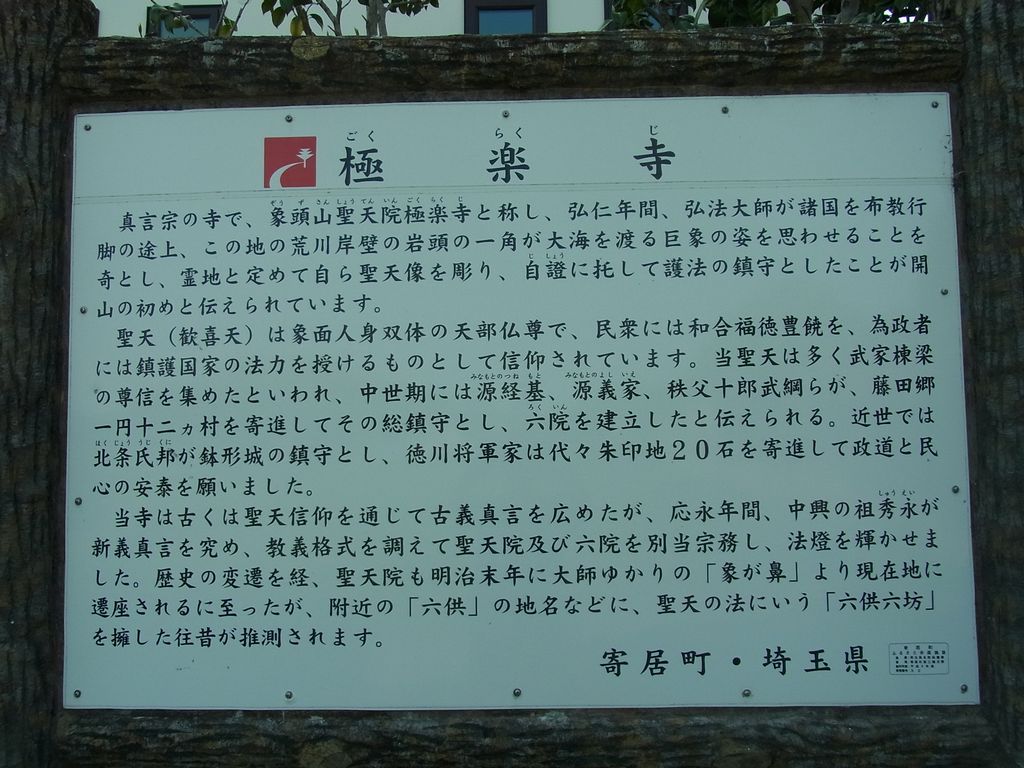 極楽寺
真言宗の寺で、象頭山聖天院極楽寺と称し、弘仁年間、弘法大師が諸国を布教行
脚の途上、この地の荒川岸壁の岩頭の一角が大海を渡る巨象の姿を思わせることを
奇とし、霊地と定めて自ら聖天像を彫り、自證に托して護法の鎮守としたことが開
山の初めと伝えられています。
聖天（歓喜天）は象面人身双体の天部仏尊で、民衆には和合福徳豊饒を、為政者
には鎮護国家の法力を授けるものとして信仰されています。当聖天は多く武家棟梁
の尊信を集めたといわれ、中世期には源経基、源義家、秩父十郎武綱らが、藤田郷
一円十二ヵ村を寄進してその総鎮守とし、六院を建立したと伝えられる。近世では
北条氏邦が鉢形城の鎮守とし、徳川将軍家は代々朱印地２０石を寄進して政道と民
心の安泰を願いました。
当寺は古くは聖天信仰を通じて古義真言を広めたが、応永年間、中興の祖秀永が
新義真言を究め、教義格式を調えて聖天院及び六院を別当宗務し、法燈を輝かせま
した。歴史の変遷を経、聖天院も明治末年に大師ゆかりの「象が鼻」より現在地に
遷座されるに至ったが、附近の「六供」の地名などに、聖天の法にいう「六供六坊」
を擁した往昔が推測されます。
寄居町・埼玉県